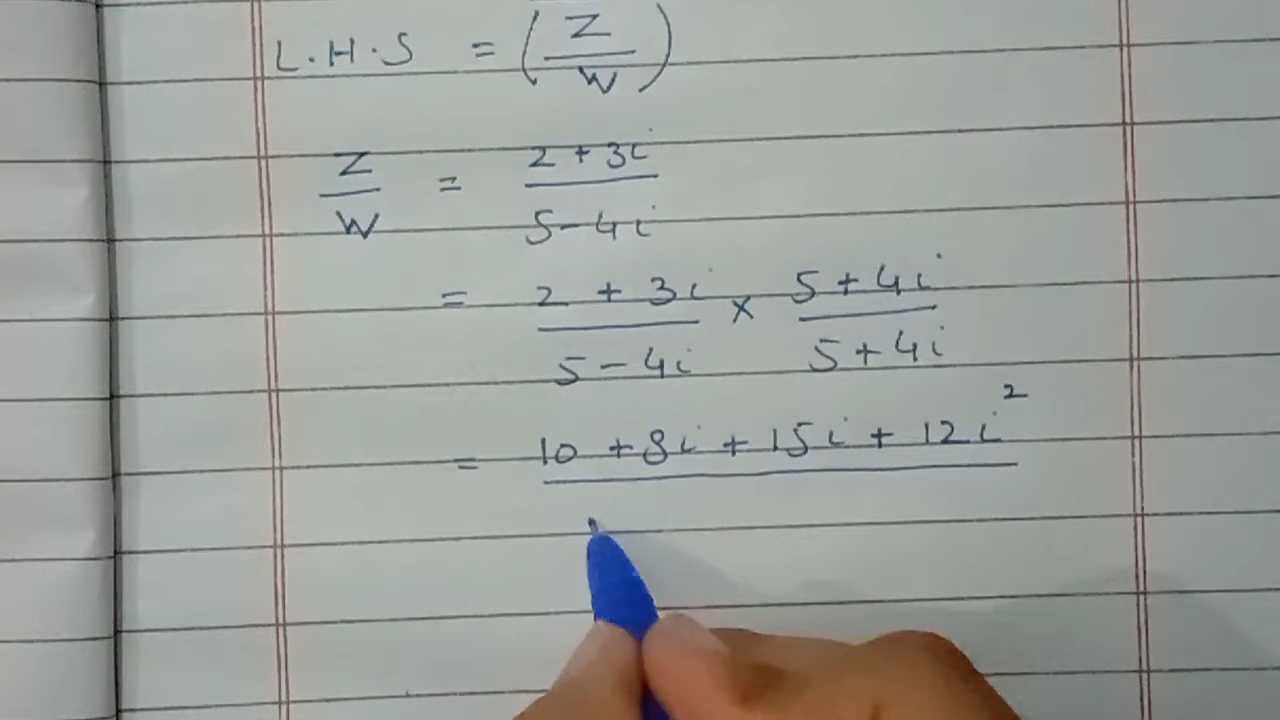 L.H.S = (Z/W)
Z/W = 2 + 3i / 5 - 4i
= 2 + 3i / 5 - 4i × 5 + 4i / 5 + 4i
= 10 + 8i + 15i + 12i²